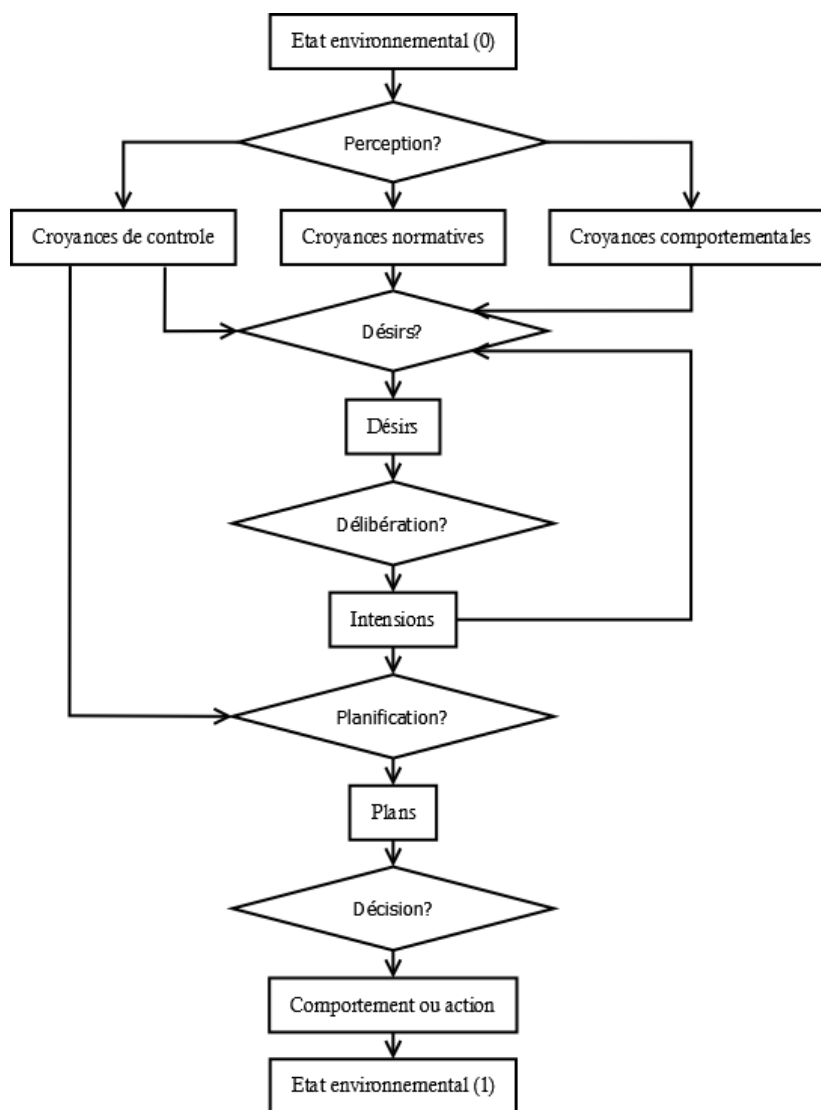 Etat environnemental (0)
Perception?
Croyances de controle
Croyances normatives
Croyances comportementales
Désirs?
Désirs
Délibération?
Intensions
Planification?
Plans
Décision?
Comportement ou action
Etat environnemental (1)